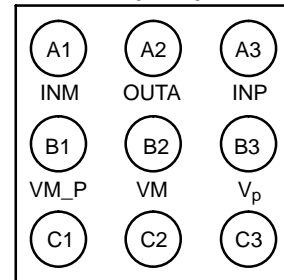 A1 A2 A3
INM OUTA INP
B1 B2 B3
VM_P VM Vp
C1 C2 C3